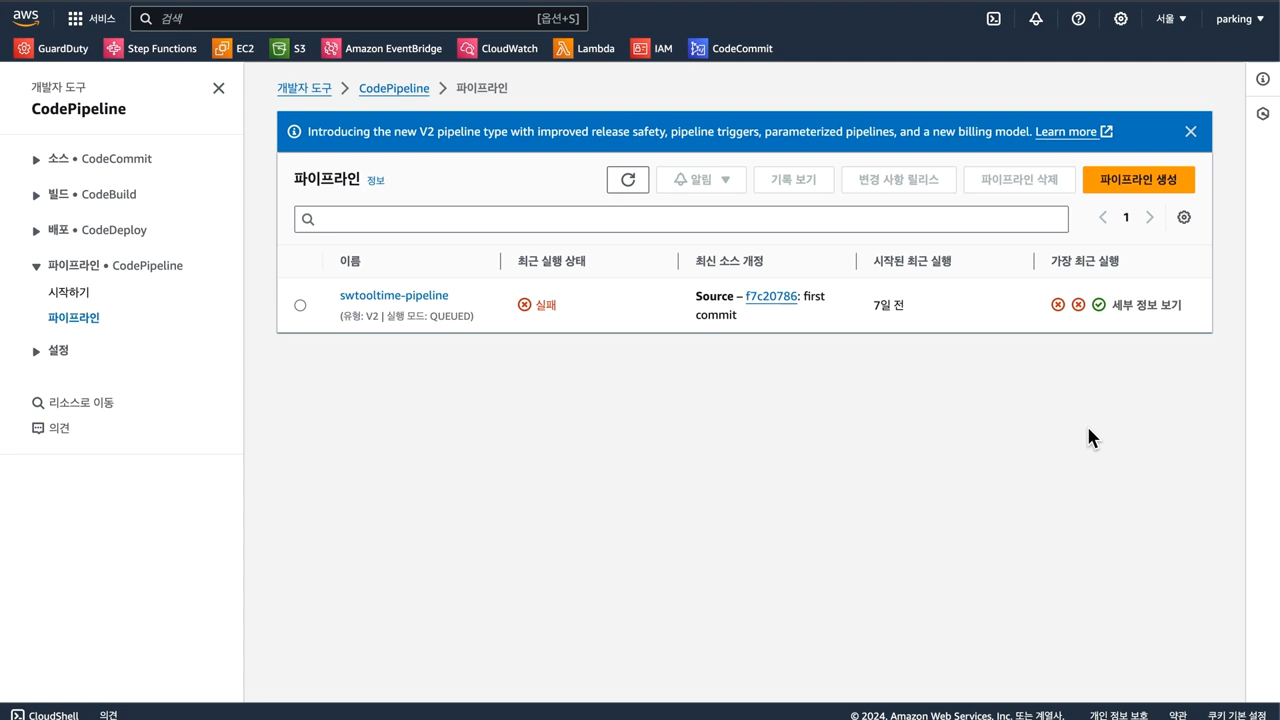 aws
서비스
검색
[옵션+S]
서울 ▼
parking ▼
GuardDuty
Step Functions
EC2
S3
Amazon EventBridge
CloudWatch
Lambda
IAM
CodeCommit
개발자 도구
CodePipeline
소스 • CodeCommit
빌드 • CodeBuild
배포 • CodeDeploy
파이프라인 • CodePipeline
시작하기
파이프라인
설정
리소스로 이동
의견
개발자 도구 > CodePipeline > 파이프라인
Introducing the new V2 pipeline type with improved release safety, pipeline triggers, parameterized pipelines, and a new billing model. Learn more
파이프라인 정보
알림 ▼
기록 보기
변경 사항 릴리스
파이프라인 삭제
파이프라인 생성
1
이름
최근 실행 상태
최신 소스 개정
시작된 최근 실행
가장 최근 실행
swtooltime-pipeline
(유형: V2 | 실행 모드: QUEUED)
실패
Source – f7c20786: first
commit
7일 전
세부 정보 보기
CloudShell
의견
© 2024, Amazon Web Services, Inc. 또는 계열사.
개인 정보 보호
약관
쿠키 기본 설정